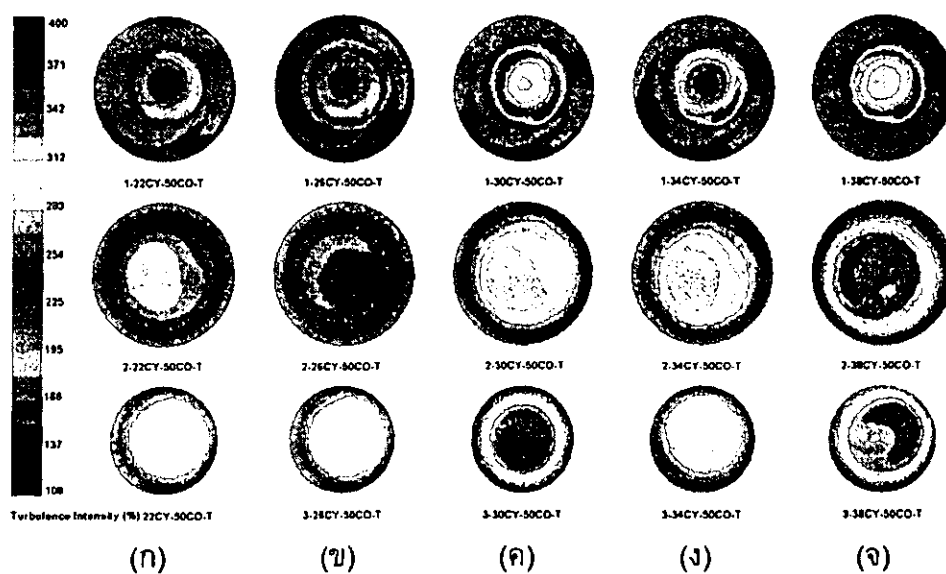 400
371
342
312
283
254
225
195
166
137
108
1-22CY-50CO-T 1-26CY-50CO-T 1-30CY-50CO-T 1-34CY-50CO-T 1-38CY-50CO-T
2-22CY-50CO-T 2-26CY-50CO-T 2-30CY-50CO-T 2-34CY-50CO-T 2-38CY-50CO-T
Turbulence Intensity (%) 22CY-50CO-T 3-26CY-50CO-T 3-30CY-50CO-T 3-34CY-50CO-T 3-38CY-50CO-T
(ก) (ข) (ค) (ง) (จ)